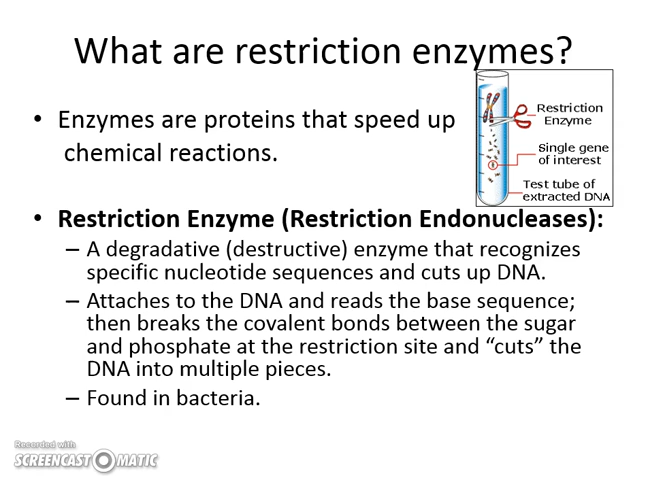 What are restriction enzymes?
• Enzymes are proteins that speed up
chemical reactions.
Restriction
Enzyme
Single gene
of interest
Test tube of
extracted DNA
• Restriction Enzyme (Restriction Endonucleases):
– A degradative (destructive) enzyme that recognizes
specific nucleotide sequences and cuts up DNA.
– Attaches to the DNA and reads the base sequence;
then breaks the covalent bonds between the sugar
and phosphate at the restriction site and “cuts” the
DNA into multiple pieces.
– Found in bacteria.
Recorded with
SCREENCAST MATIC